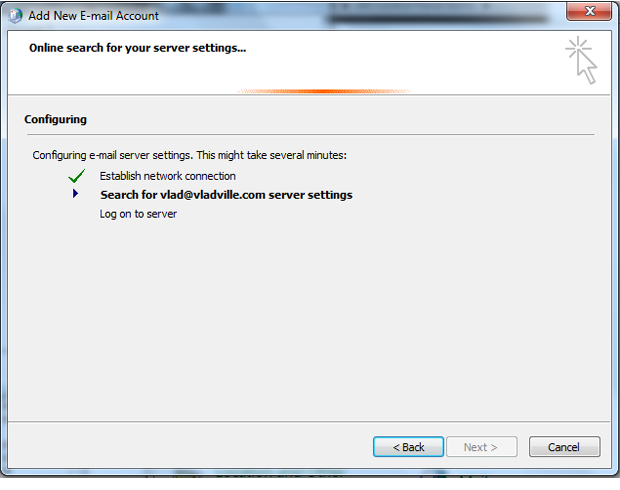 Add New E-mail Account
Online search for your server settings...
Configuring
Configuring e-mail server settings. This might take several minutes:
Establish network connection
Search for vlad@vladville.com server settings
Log on to server
< Back Next > Cancel